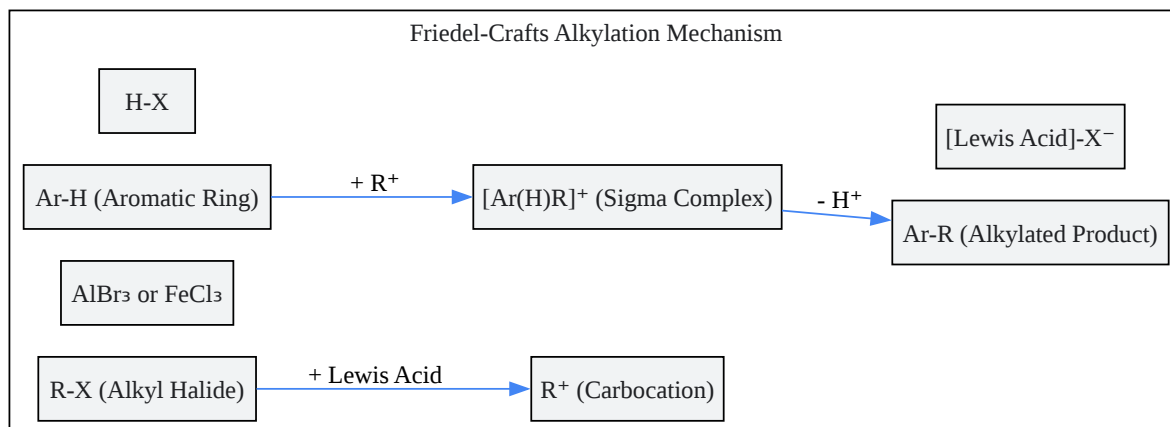 Friedel-Crafts Alkylation Mechanism
H-X
[Lewis Acid]-X⁻
Ar-H (Aromatic Ring)
+ R⁺
[Ar(H)R]⁺ (Sigma Complex)
- H⁺
Ar-R (Alkylated Product)
AlBr₃ or FeCl₃
R-X (Alkyl Halide)
+ Lewis Acid
R⁺ (Carbocation)